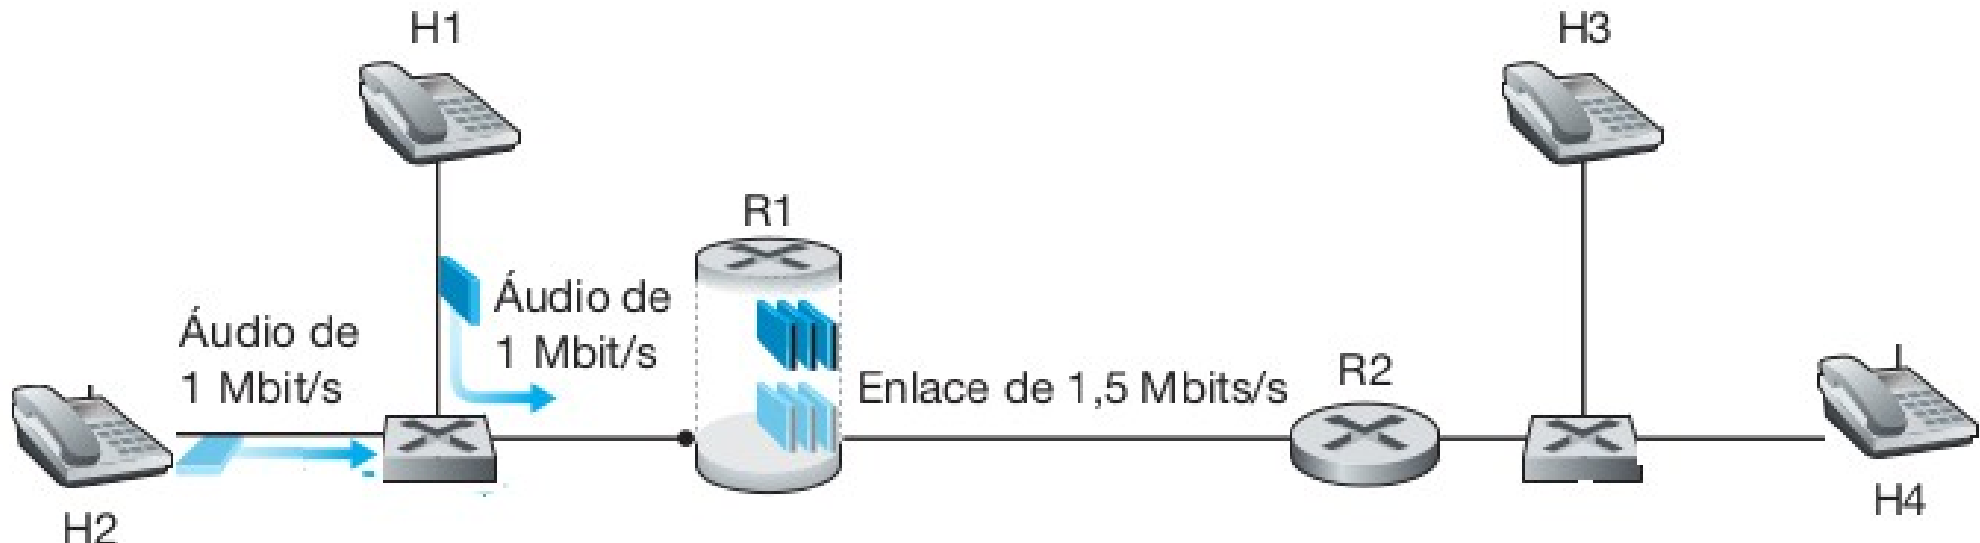 H1
H3
R1
Áudio de
1 Mbit/s
Áudio de
1 Mbit/s
Enlace de 1,5 Mbits/s
R2
H2
H4